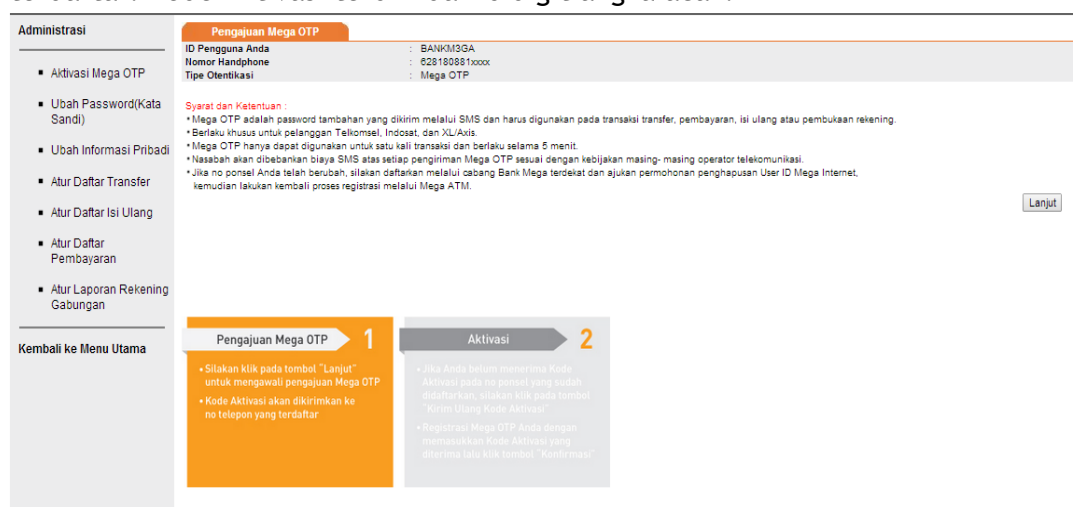 Administrasi
Aktivasi Mega OTP
Ubah Password(Kata
Sandi)
Ubah Informasi Pribadi
Atur Daftar Transfer
Atur Daftar Isi Ulang
Atur Daftar
Pembayaran
Atur Laporan Rekening
Gabungan
Kembali ke Menu Utama
Pengajuan Mega OTP
ID Pengguna Anda : BANKM3GA
Nomor Handphone : 628180881xxxx
Tipe Otentikasi : Mega OTP
Syarat dan Ketentuan :
• Mega OTP adalah password tambahan yang dikirim melalui SMS dan harus digunakan pada transaksi transfer, pembayaran, isi ulang atau pembukaan rekening.
• Berlaku khusus untuk pelanggan Telkomsel, Indosat, dan XL/Axis.
• Mega OTP hanya dapat digunakan untuk satu kali transaksi dan berlaku selama 5 menit.
• Nasabah akan dibebankan biaya SMS atas setiap pengiriman Mega OTP sesuai dengan kebijakan masing- masing operator telekomunikasi.
• Jika no ponsel Anda telah berubah, silakan daftarkan melalui cabang Bank Mega terdekat dan ajukan permohonan penghapusan User ID Mega Internet,
kemudian lakukan kembali proses registrasi melalui Mega ATM.
Lanjut
Pengajuan Mega OTP 1
• Silakan klik pada tombol "Lanjut"
untuk mengawali pengajuan Mega OTP
• Kode Aktivasi akan dikirimkan ke
no telepon yang terdaftar
Aktivasi 2
• Jika Anda belum menerima Kode
Aktivasi pada no ponsel yang sudah
didaftarkan, silakan klik pada tombol
"Kirim Ulang Kode Aktivasi"
• Registrasi Mega OTP Anda dengan
memasukkan Kode Aktivasi yang
diterima lalu klik tombol "Konfirmasi"